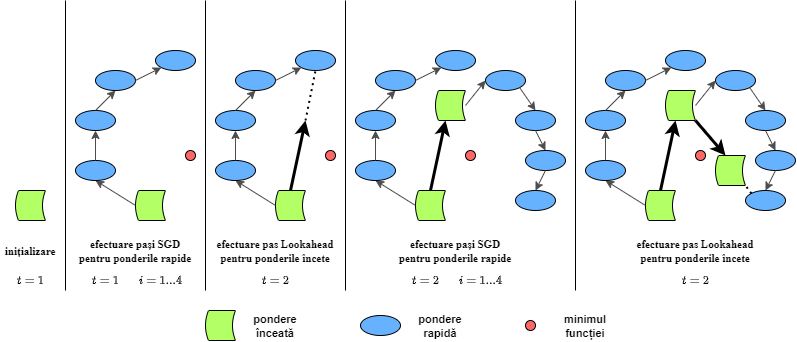 inițializare
t = 1
efectuare pași SGD
pentru ponderile rapide
t = 1 i = 1...4
efectuare pas Lookahead
pentru ponderile încete
t = 2
efectuare pași SGD
pentru ponderile rapide
t = 2 i = 1...4
efectuare pas Lookahead
pentru ponderile încete
t = 2
pondere
înceată
pondere
rapidă
minimul
funcției